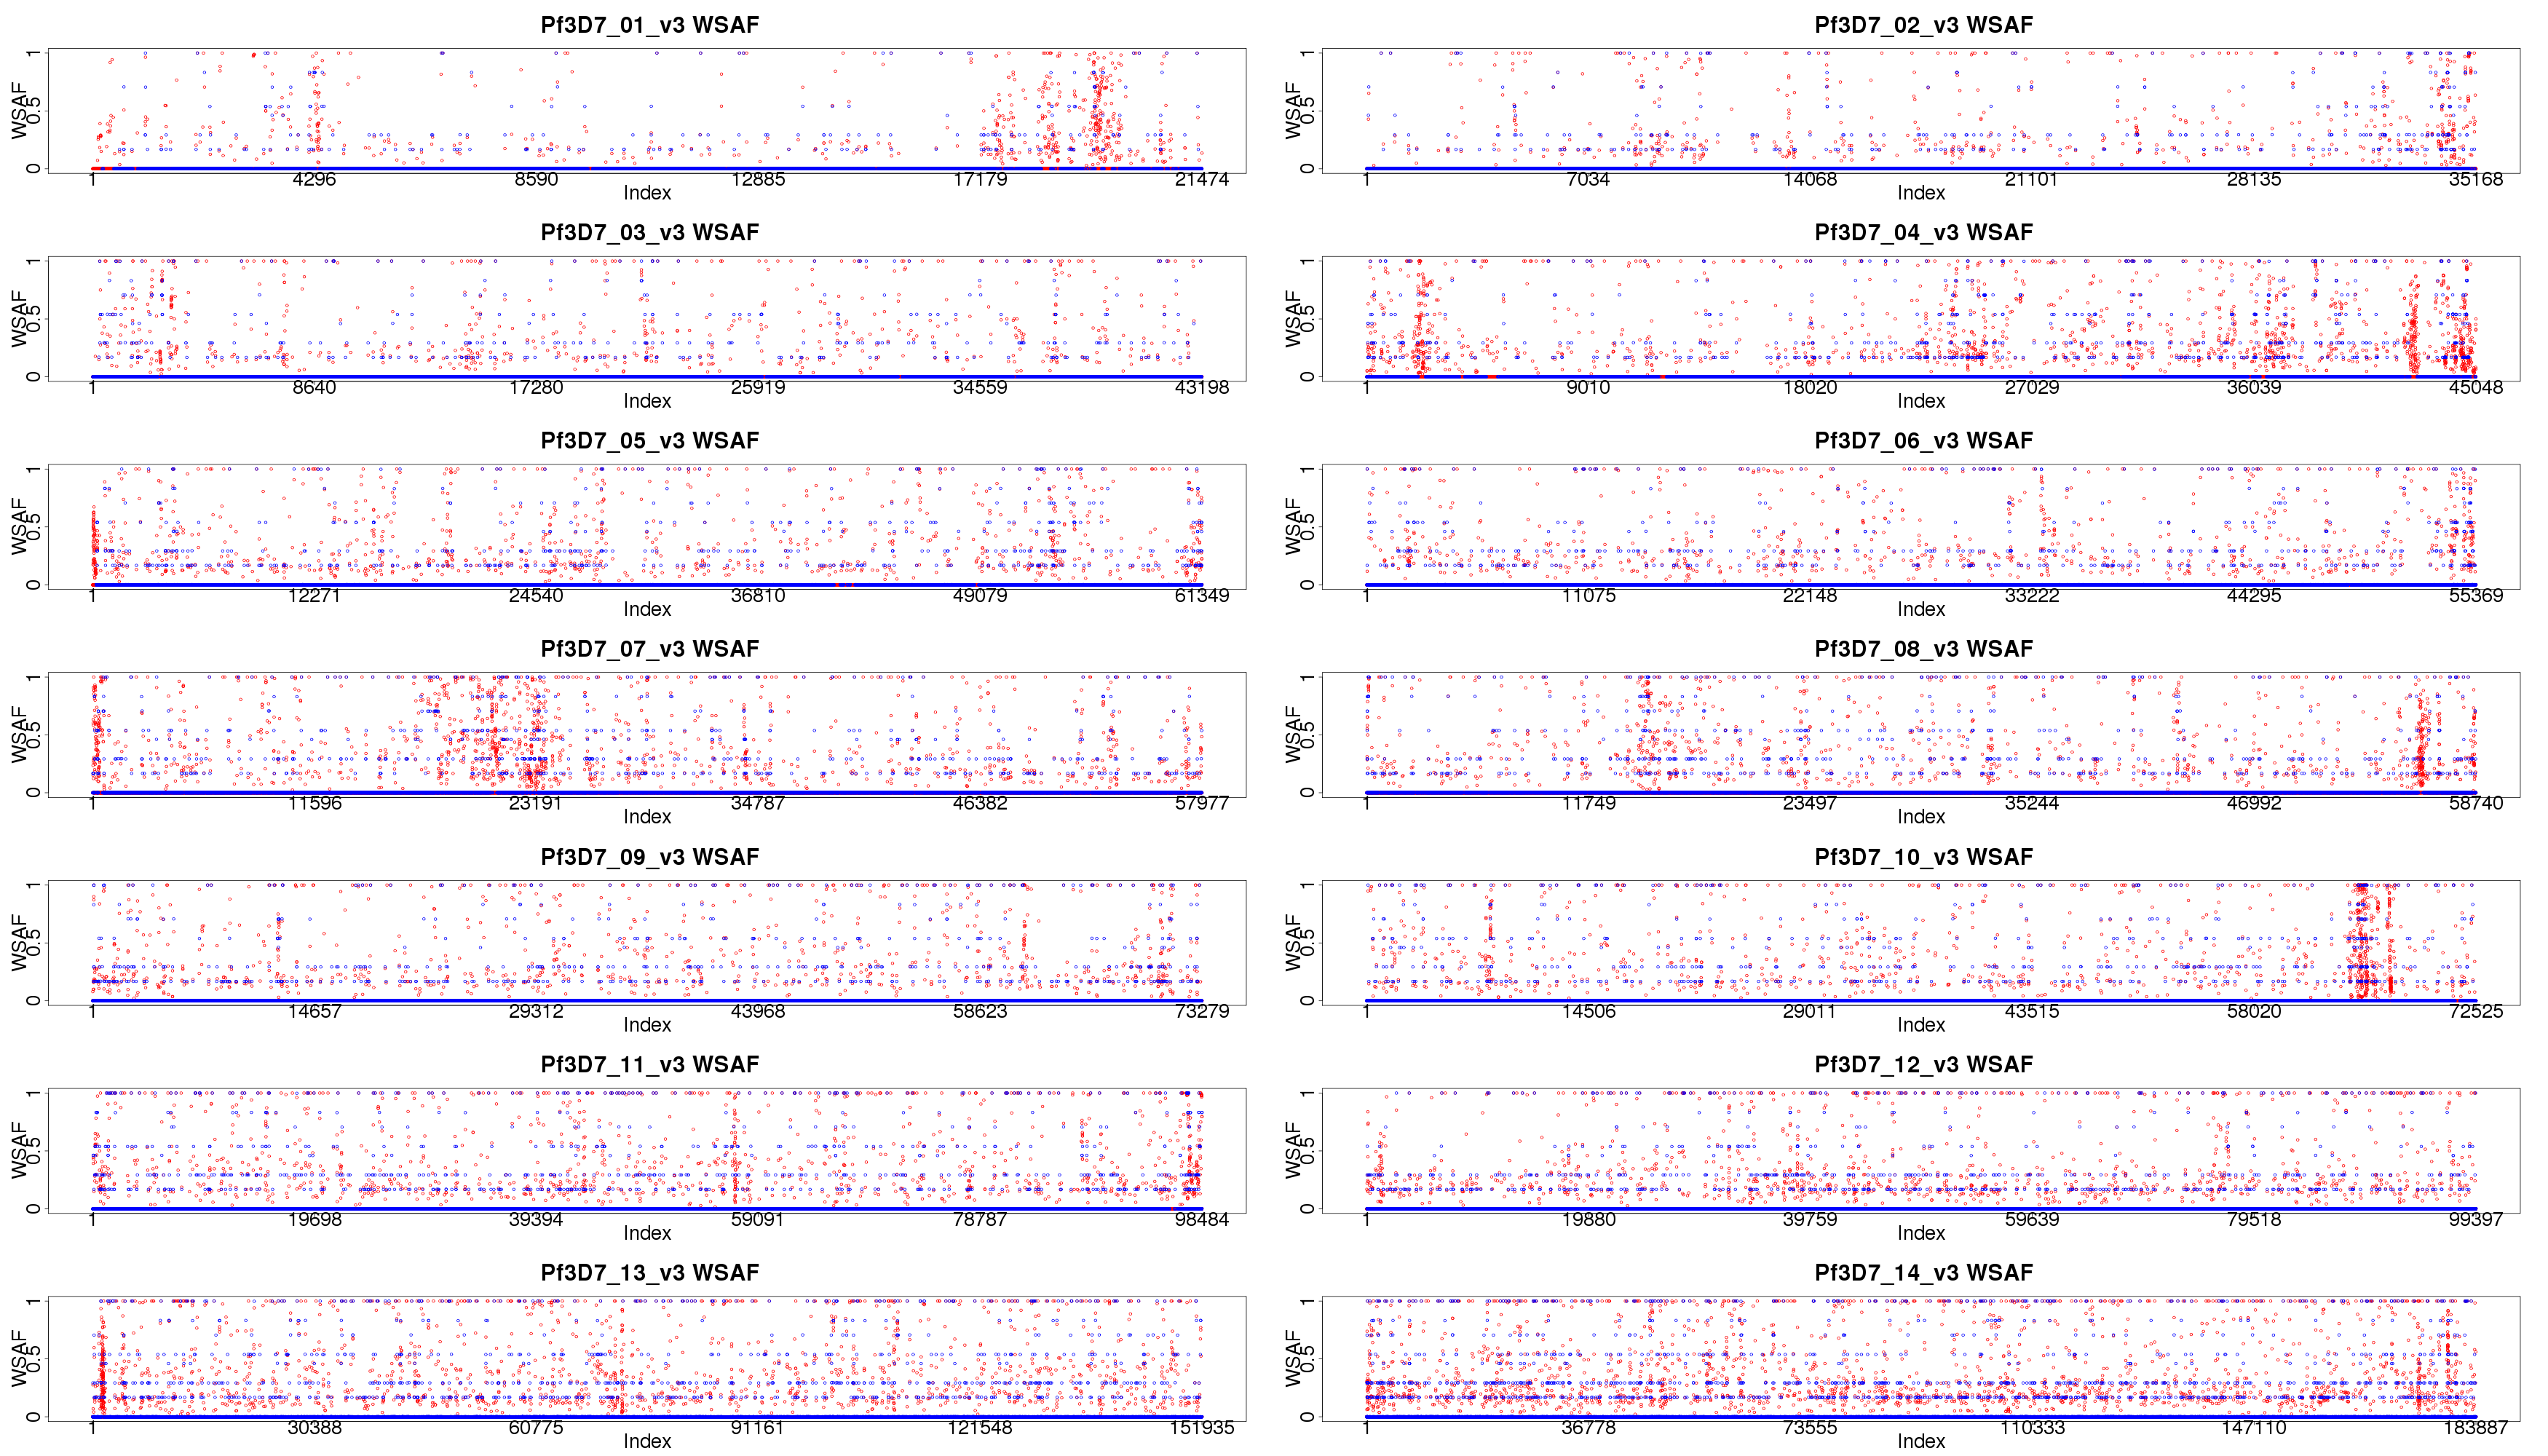 Pf3D7_01_v3 WSAF
WSAF
0 0.5 1
1 4296 8590 12885 17179 21474
Index
Pf3D7_02_v3 WSAF
WSAF
0 0.5 1
1 7034 14068 21101 28135 35168
Index
Pf3D7_03_v3 WSAF
WSAF
0 0.5 1
1 8640 17280 25919 34559 43198
Index
Pf3D7_04_v3 WSAF
WSAF
0 0.5 1
1 9010 18020 27029 36039 45048
Index
Pf3D7_05_v3 WSAF
WSAF
0 0.5 1
1 12271 24540 36810 49079 61349
Index
Pf3D7_06_v3 WSAF
WSAF
0 0.5 1
1 11075 22148 33222 44295 55369
Index
Pf3D7_07_v3 WSAF
WSAF
0 0.5 1
1 11596 23191 34787 46382 57977
Index
Pf3D7_08_v3 WSAF
WSAF
0 0.5 1
1 11749 23497 35244 46992 58740
Index
Pf3D7_09_v3 WSAF
WSAF
0 0.5 1
1 14657 29312 43968 58623 73279
Index
Pf3D7_10_v3 WSAF
WSAF
0 0.5 1
1 14506 29011 43515 58020 72525
Index
Pf3D7_11_v3 WSAF
WSAF
0 0.5 1
1 19698 39394 59091 78787 98484
Index
Pf3D7_12_v3 WSAF
WSAF
0 0.5 1
1 19880 39759 59639 79518 99397
Index
Pf3D7_13_v3 WSAF
WSAF
0 0.5 1
1 30388 60775 91161 121548 151935
Index
Pf3D7_14_v3 WSAF
WSAF
0 0.5 1
1 36778 73555 110333 147110 183887
Index